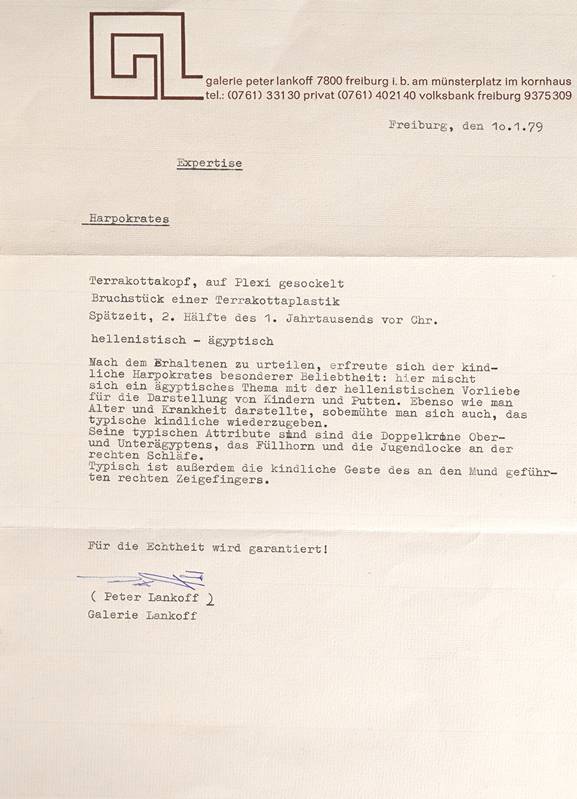 galerie peter lankoff 7800 freiburg i. b. am münsterplatz im kornhaus
tel.: (0761) 33130 privat (0761) 402140 volksbank freiburg 9375309
Freiburg, den 10.1.79
Expertise
Harpokrates
Terrakottakopf, auf Plexi gesockelt
Bruchstück einer Terrakottaplastik
Spätzeit, 2. Hälfte des 1. Jahrtausends vor Chr.
hellenistisch - ägyptisch
Nach dem Erhaltenen zu urteilen, erfreute sich der kind-
liche Harpokrates besonderer Beliebtheit: hier mischt
sich ein ägyptisches Thema mit der hellenistischen Vorliebe
für die Darstellung von Kindern und Putten. Ebenso wie man
Alter und Krankheit darstellte, sobemühte man sich auch, das
typische kindliche wiederzugeben.
Seine typischen Attribute sind sind die Doppelkröne Ober-
und Unterägyptens, das Füllhorn und die Jugendlocke an der
rechten Schläfe.
Typisch ist außerdem die kindliche Geste des an den Mund geführ-
ten rechten Zeigefingers.
Für die Echtheit wird garantiert!
( Peter Lankoff )
Galerie Lankoff